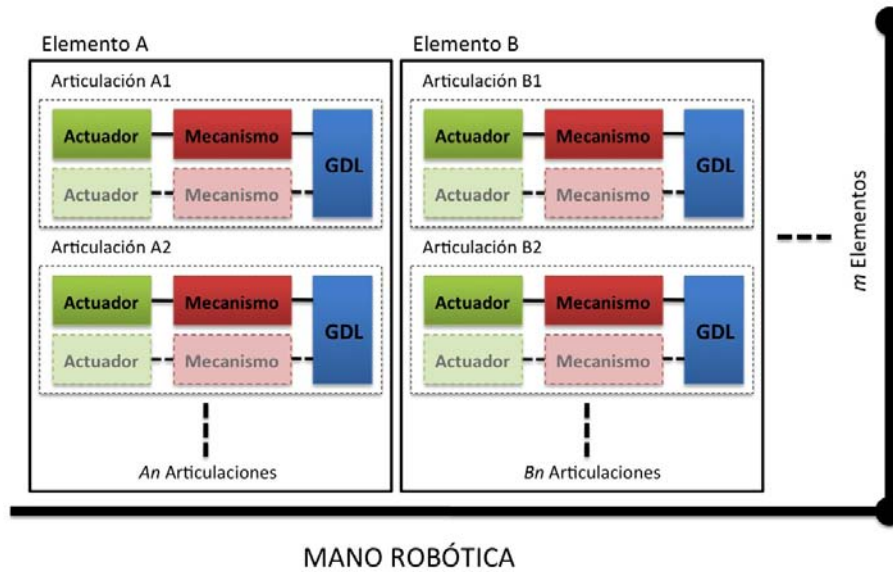 Elemento A
Articulación A1
Actuador Mecanismo GDL
Actuador Mecanismo
Articulación A2
Actuador Mecanismo GDL
Actuador Mecanismo
An Articulaciones
Elemento B
Articulación B1
Actuador Mecanismo GDL
Actuador Mecanismo
Articulación B2
Actuador Mecanismo GDL
Actuador Mecanismo
Bn Articulaciones
m Elementos
MANO ROBÓTICA